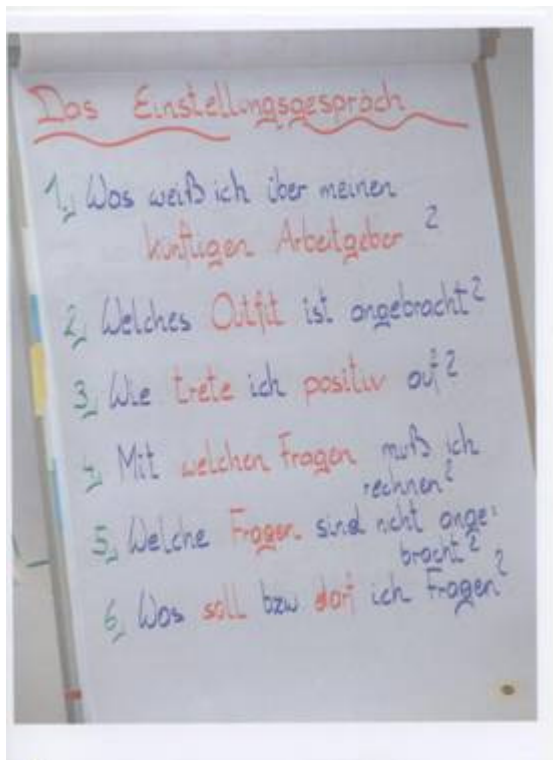 Das Einstellungsgespräch
1., Was weiß ich über meinen
künftigen Arbeitgeber ?
2, Welches Outfit ist angebracht?
3, Wie trete ich positiv auf?
4, Mit welchen Fragen muß ich
rechnen?
5, Welche Fragen sind nicht ange-
bracht?
6, Was soll bzw darf ich Fragen?